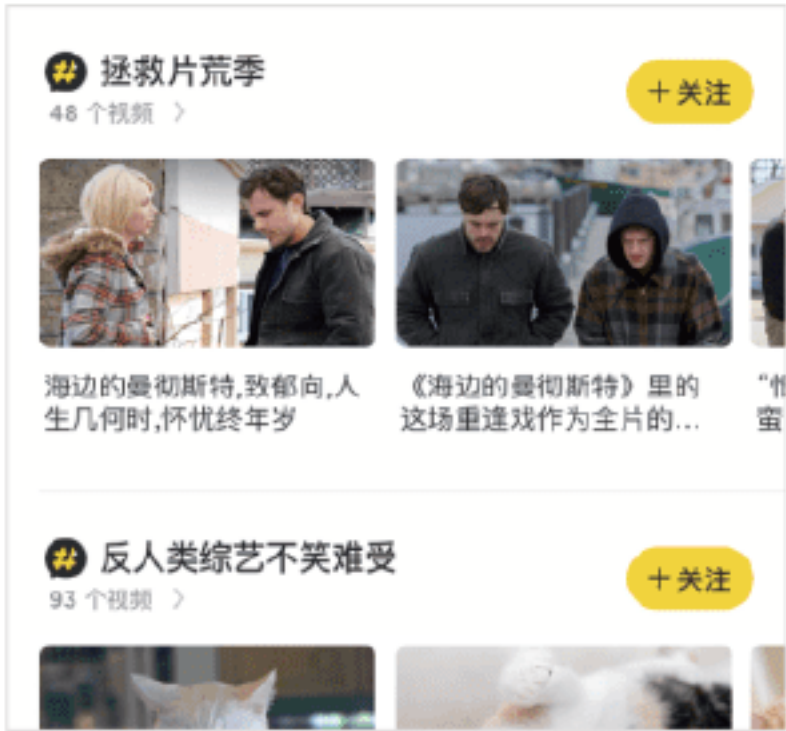 # 拯救片荒季
+关注
48 个视频 >
海边的曼彻斯特,致郁向,人
生几何时,怀忧终年岁
《海边的曼彻斯特》里的
这场重逢戏作为全片的...
# 反人类综艺不笑难受
+关注
93 个视频 >